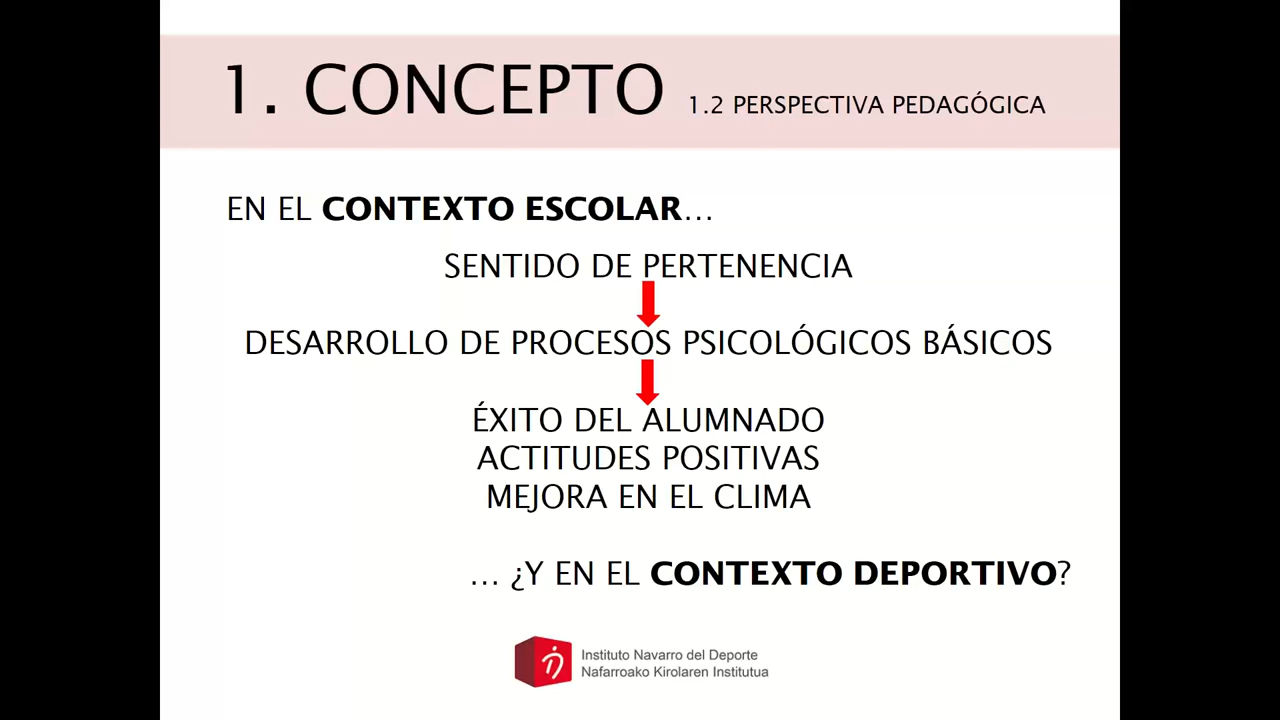 1. CONCEPTO 1.2 PERSPECTIVA PEDAGÓGICA
EN EL CONTEXTO ESCOLAR...
SENTIDO DE PERTENENCIA
DESARROLLO DE PROCESOS PSICOLÓGICOS BÁSICOS
ÉXITO DEL ALUMNADO
ACTITUDES POSITIVAS
MEJORA EN EL CLIMA
... ¿Y EN EL CONTEXTO DEPORTIVO?
Instituto Navarro del Deporte
Nafarroako Kirolaren Institutua